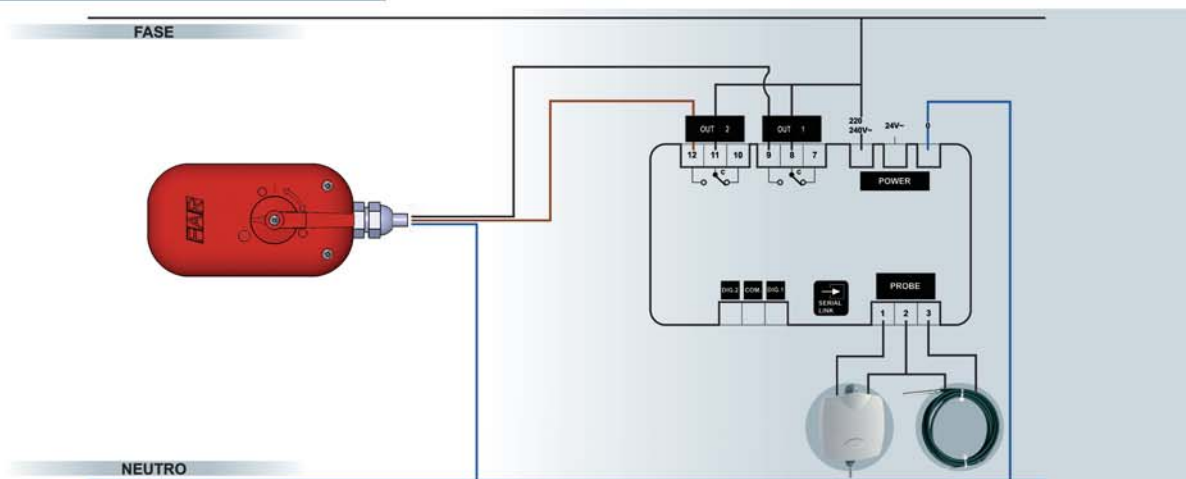 FASE
220
240V~
24V~
0
OUT 2
OUT 1
12 11 10
9 8 7
C
C
POWER
FAR
DIG.2 COM. DIG.1
SERIAL
LINK
PROBE
1 2 3
NEUTRO